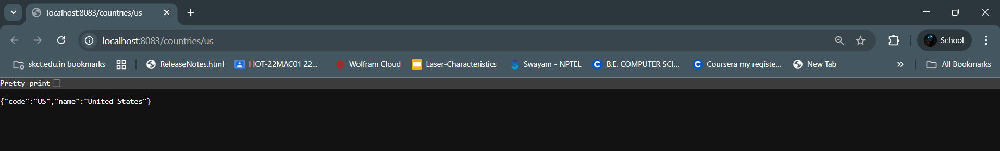 localhost:8083/countries/us
localhost:8083/countries/us
School
skct.edu.in bookmarks
ReleaseNotes.html
I IOT-22MAC01 22...
Wolfram Cloud
Laser-Characteristics
Swayam - NPTEL
B.E. COMPUTER SCI...
Coursera my registe...
New Tab
All Bookmarks
Pretty-print
{"code":"US","name":"United States"}